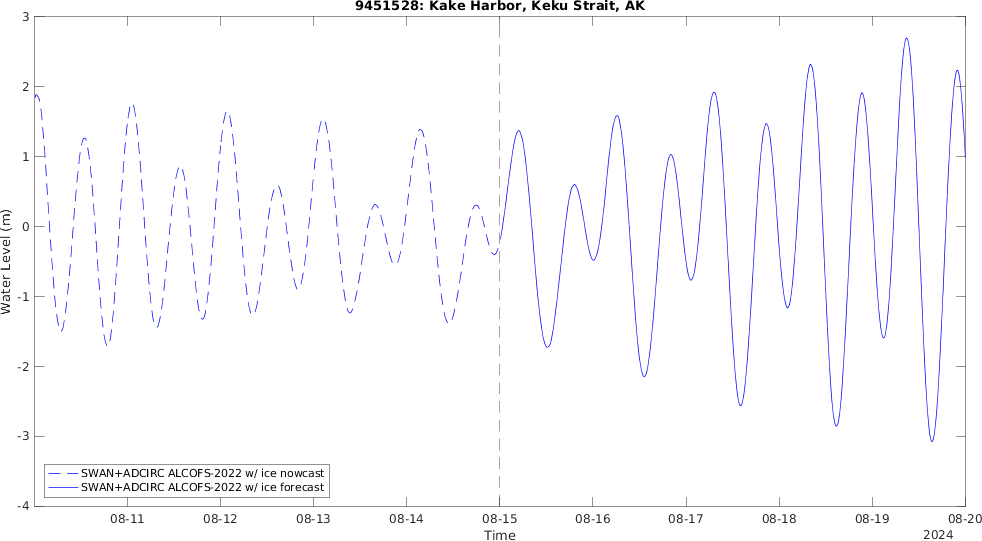 9451528: Kake Harbor, Keku Strait, AK
Water Level (m)
3
2
1
0
-1
-2
-3
-4
SWAN+ADCIRC ALCOFS-2022 w/ ice nowcast
SWAN+ADCIRC ALCOFS-2022 w/ ice forecast
08-11 08-12 08-13 08-14 08-15 08-16 08-17 08-18 08-19 08-20
Time
2024